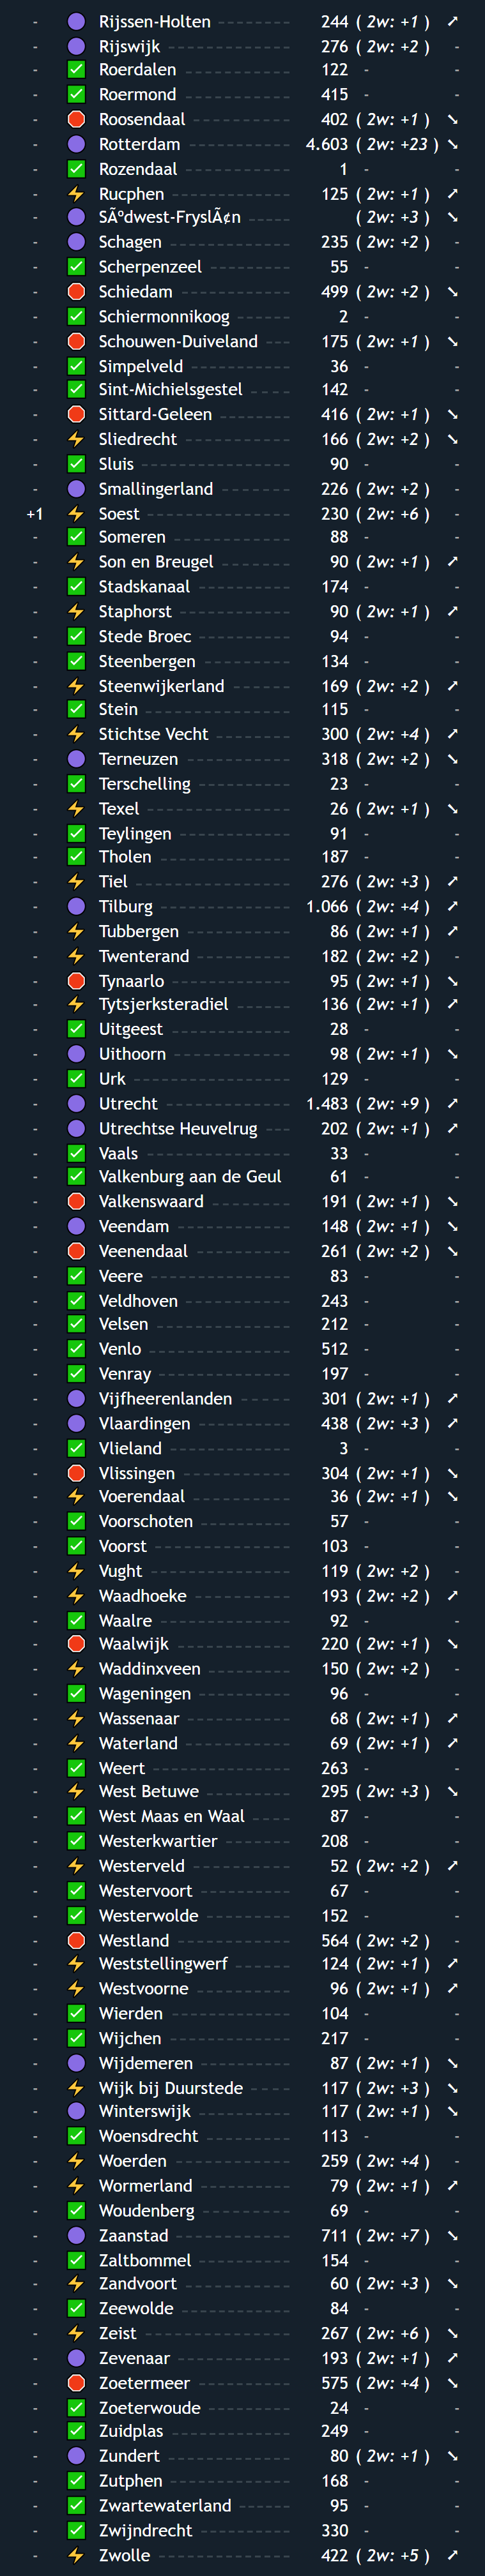 - Rijssen-Holten 244 ( 2w: +1 ) ➚
- Rijswijk 276 ( 2w: +2 ) -
- Roerdalen 122 - -
- Roermond 415 - -
- Roosendaal 402 ( 2w: +1 ) ➘
- Rotterdam 4.603 ( 2w: +23 ) ➘
- Rozendaal 1 - -
- Rucphen 125 ( 2w: +1 ) ➚
- SÃºdwest-FryslÃ¢n ( 2w: +3 ) ➘
- Schagen 235 ( 2w: +2 ) -
- Scherpenzeel 55 - -
- Schiedam 499 ( 2w: +2 ) ➘
- Schiermonnikoog 2 - -
- Schouwen-Duiveland 175 ( 2w: +1 ) ➘
- Simpelveld 36 - -
- Sint-Michielsgestel 142 - -
- Sittard-Geleen 416 ( 2w: +1 ) ➘
- Sliedrecht 166 ( 2w: +2 ) ➘
- Sluis 90 - -
- Smallingerland 226 ( 2w: +2 ) -
+1 Soest 230 ( 2w: +6 ) -
- Someren 88 - -
- Son en Breugel 90 ( 2w: +1 ) ➚
- Stadskanaal 174 - -
- Staphorst 90 ( 2w: +1 ) ➚
- Stede Broec 94 - -
- Steenbergen 134 - -
- Steenwijkerland 169 ( 2w: +2 ) ➚
- Stein 115 - -
- Stichtse Vecht 300 ( 2w: +4 ) ➚
- Terneuzen 318 ( 2w: +2 ) ➘
- Terschelling 23 - -
- Texel 26 ( 2w: +1 ) ➘
- Teylingen 91 - -
- Tholen 187 - -
- Tiel 276 ( 2w: +3 ) ➚
- Tilburg 1.066 ( 2w: +4 ) ➚
- Tubbergen 86 ( 2w: +1 ) ➚
- Twenterand 182 ( 2w: +2 ) -
- Tynaarlo 95 ( 2w: +1 ) ➘
- Tytsjerksteradiel 136 ( 2w: +1 ) ➚
- Uitgeest 28 - -
- Uithoorn 98 ( 2w: +1 ) ➘
- Urk 129 - -
- Utrecht 1.483 ( 2w: +9 ) ➚
- Utrechtse Heuvelrug 202 ( 2w: +1 ) ➚
- Vaals 33 - -
- Valkenburg aan de Geul 61 - -
- Valkenswaard 191 ( 2w: +1 ) ➘
- Veendam 148 ( 2w: +1 ) ➘
- Veenendaal 261 ( 2w: +2 ) ➘
- Veere 83 - -
- Veldhoven 243 - -
- Velsen 212 - -
- Venlo 512 - -
- Venray 197 - -
- Vijfheerenlanden 301 ( 2w: +1 ) ➚
- Vlaardingen 438 ( 2w: +3 ) ➚
- Vlieland 3 - -
- Vlissingen 304 ( 2w: +1 ) ➘
- Voerendaal 36 ( 2w: +1 ) ➘
- Voorschoten 57 - -
- Voorst 103 - -
- Vught 119 ( 2w: +2 ) -
- Waadhoeke 193 ( 2w: +2 ) ➚
- Waalre 92 - -
- Waalwijk 220 ( 2w: +1 ) ➘
- Waddinxveen 150 ( 2w: +2 ) -
- Wageningen 96 - -
- Wassenaar 68 ( 2w: +1 ) ➚
- Waterland 69 ( 2w: +1 ) ➚
- Weert 263 - -
- West Betuwe 295 ( 2w: +3 ) ➘
- West Maas en Waal 87 - -
- Westerkwartier 208 - -
- Westerveld 52 ( 2w: +2 ) ➚
- Westervoort 67 - -
- Westerwolde 152 - -
- Westland 564 ( 2w: +2 ) -
- Weststellingwerf 124 ( 2w: +1 ) ➚
- Westvoorne 96 ( 2w: +1 ) ➚
- Wierden 104 - -
- Wijchen 217 - -
- Wijdemeren 87 ( 2w: +1 ) ➘
- Wijk bij Duurstede 117 ( 2w: +3 ) ➘
- Winterswijk 117 ( 2w: +1 ) ➘
- Woensdrecht 113 - -
- Woerden 259 ( 2w: +4 ) -
- Wormerland 79 ( 2w: +1 ) ➚
- Woudenberg 69 - -
- Zaanstad 711 ( 2w: +7 ) ➘
- Zaltbommel 154 - -
- Zandvoort 60 ( 2w: +3 ) ➘
- Zeewolde 84 - -
- Zeist 267 ( 2w: +6 ) ➘
- Zevenaar 193 ( 2w: +1 ) ➚
- Zoetermeer 575 ( 2w: +4 ) ➘
- Zoeterwoude 24 - -
- Zuidplas 249 - -
- Zundert 80 ( 2w: +1 ) ➘
- Zutphen 168 - -
- Zwartewaterland 95 - -
- Zwijndrecht 330 - -
- Zwolle 422 ( 2w: +5 ) ➚